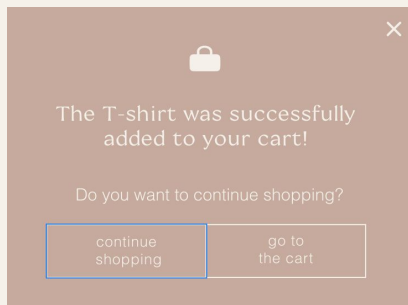 The T-shirt was successfully
added to your cart!
Do you want to continue shopping?
continue
shopping
go to
the cart